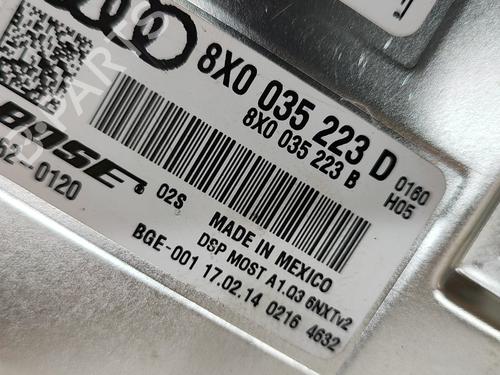 8X0 035 223 D
8X0 035 223 B
0160
H05
BOSE
52-0120
02S
MADE IN MEXICO
DSP MOST A1.Q3 6NXTv2
BGE-001 17.02.14 0216 4632